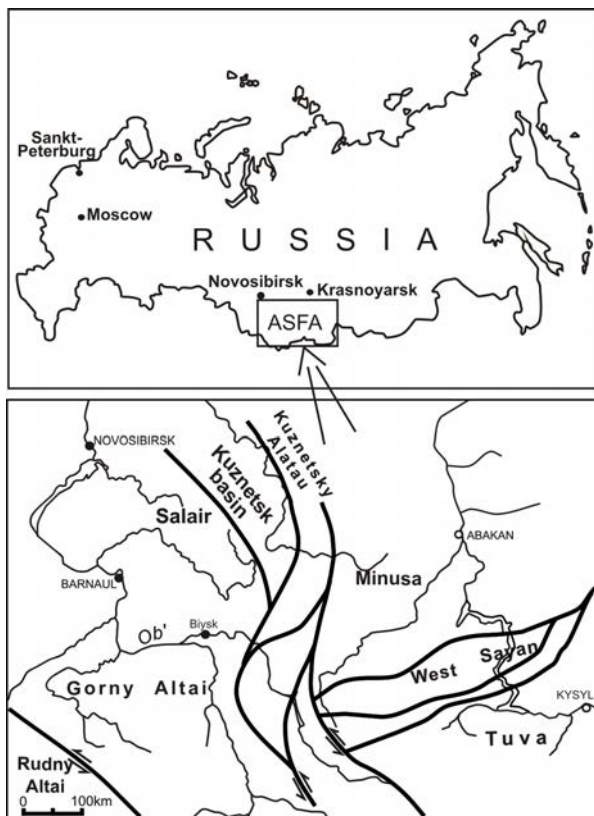 Sankt-
Peterburg
Moscow
RUSSIA
Novosibirsk
Krasnoyarsk
ASFA
NOVOSIBIRSK
Kuznetsk
basin
Kuznetsky
Alatau
Salair
ABAKAN
BARNAUL
Minusa
Ob'
Biysk
West Sayan
Gorny Altai
KYSYL
Tuva
Rudny
Altai
0 100km